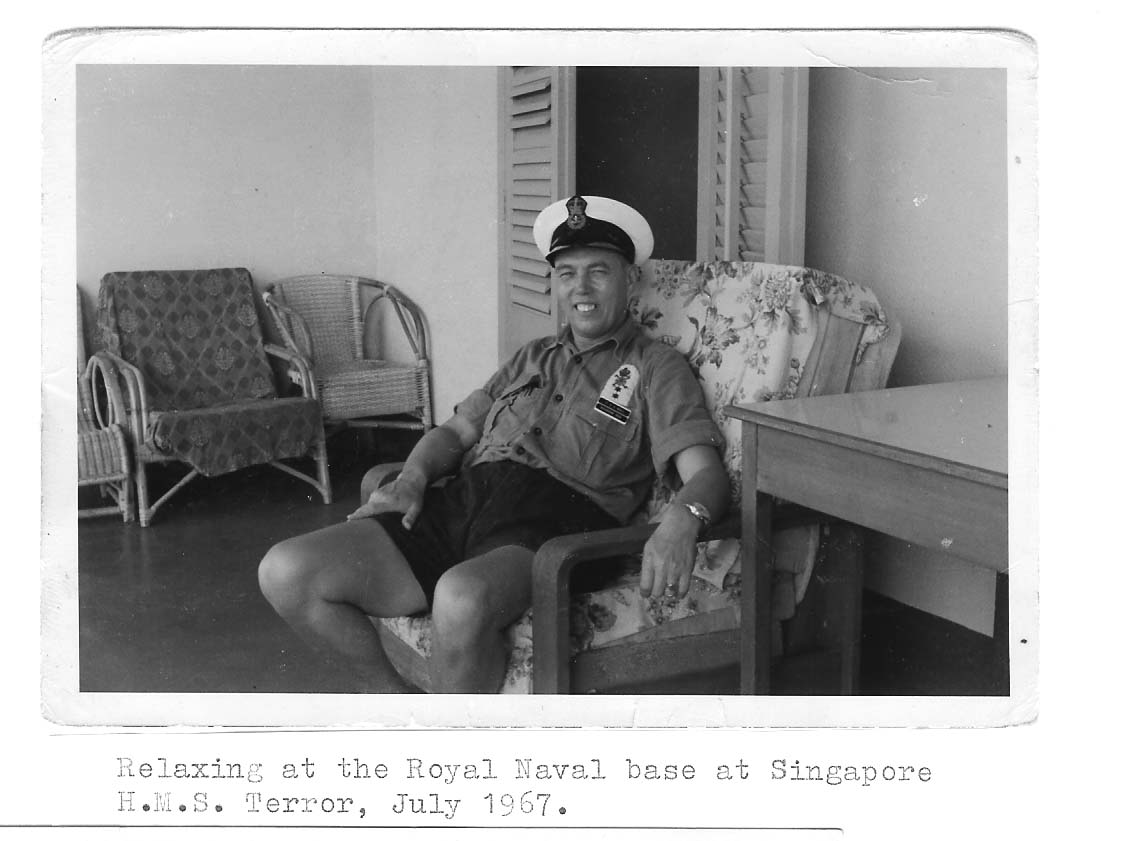 Relaxing at the Royal Naval base at Singapore
H.M.S. Terror, July 1967.